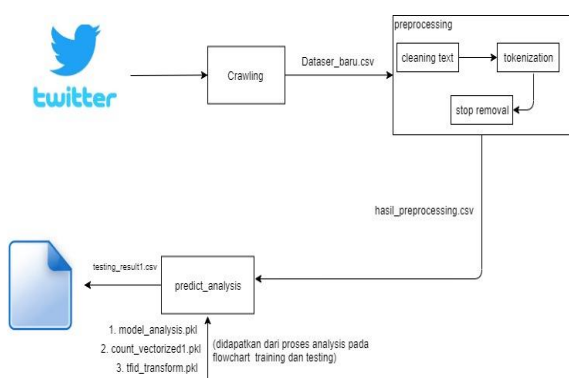 preprocessing
cleaning text
tokenization
stop removal
Dataser_baru.csv
Crawling
twitter
hasil_preprocessing.csv
testing_result1.csv
predict_analysis
1. model_analysis.pkl
2. count_vectorized1.pkl
3. tfid_transform.pkl
(didapatkan dari proses analysis pada
flowchart training dan testing)